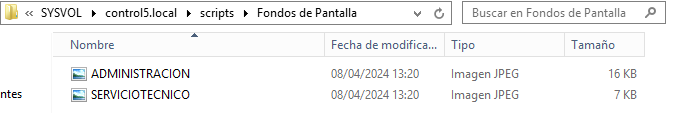 « SYSVOL › control5.local › scripts › Fondos de Pantalla
Buscar en Fondos de Pantalla
Nombre Fecha de modifica... Tipo Tamaño
ADMINISTRACION 08/04/2024 13:20 Imagen JPEG 16 KB
ntes
SERVICIOTECNICO 08/04/2024 13:20 Imagen JPEG 7 KB